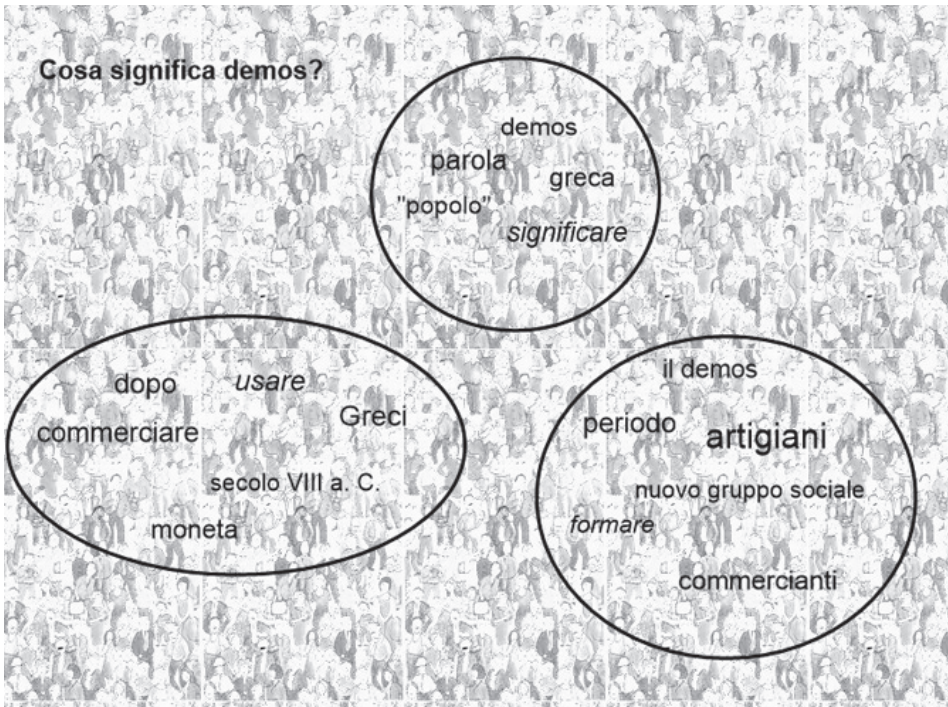 Cosa significa demos?
demos
parola
greca
"popolo"
significare
dopo
usare
Greci
commerciare
secolo VIII a. C.
moneta
il demos
periodo
artigiani
nuovo gruppo sociale
formare
commercianti